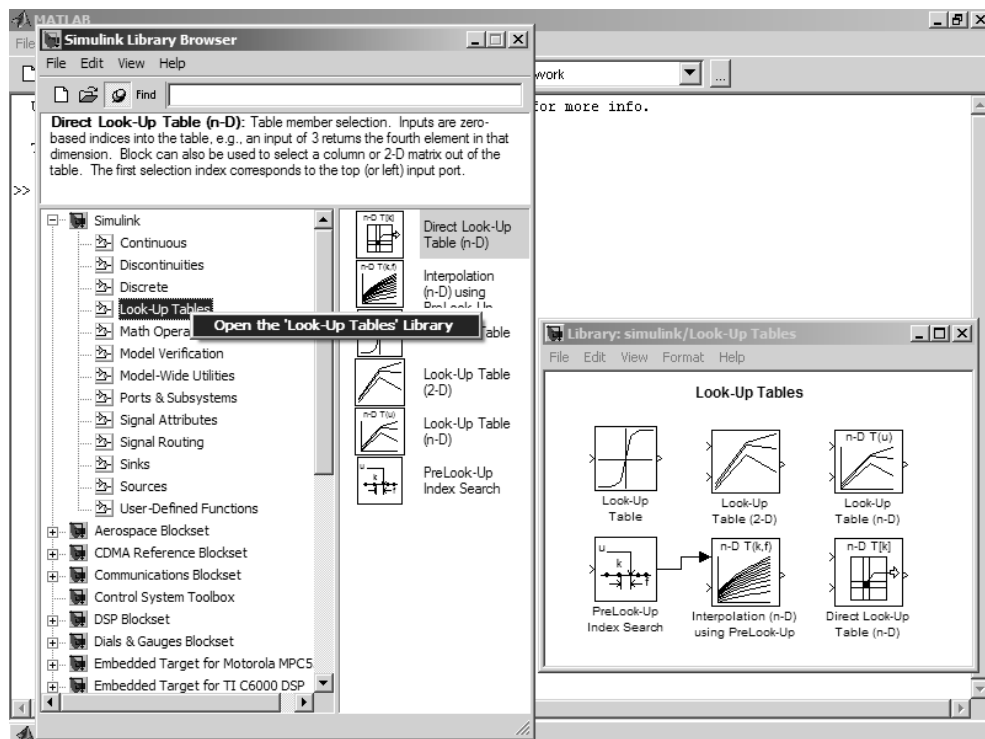 MATLAB
File
Simulink Library Browser
File Edit View Help
Find
work
...
for more info.
>>
Direct Look-Up Table (n-D): Table member selection. Inputs are zero-
based indices into the table, e.g., an input of 3 returns the fourth element in that
dimension. Block can also be used to select a column or 2-D matrix out of the
table. The first selection index corresponds to the top (or left) input port.
Simulink
Continuous
Discontinuities
Discrete
Look-Up Tables
Math Opera
Model Verification
Model-Wide Utilities
Ports & Subsystems
Signal Attributes
Signal Routing
Sinks
Sources
User-Defined Functions
Aerospace Blockset
CDMA Reference Blockset
Communications Blockset
Control System Toolbox
DSP Blockset
Dials & Gauges Blockset
Embedded Target for Motorola MPC5
Embedded Target for TI C6000 DSP
Open the 'Look-Up Tables' Library
n-D T[k]
Direct Look-Up
Table (n-D)
n-D T(k,f)
Interpolation
(n-D) using
PreLook-Up
Table
Look-Up Table
(2-D)
n-D T(u)
Look-Up Table
(n-D)
u
k
f
PreLook-Up
Index Search
Library: simulink/Look-Up Tables
File Edit View Format Help
Look-Up Tables
Look-Up
Table
Look-Up
Table (2-D)
n-D T(u)
Look-Up
Table (n-D)
u
k
f
PreLook-Up
Index Search
n-D T(k,f)
Interpolation (n-D)
using PreLook-Up
n-D T[k]
Direct Look-Up
Table (n-D)